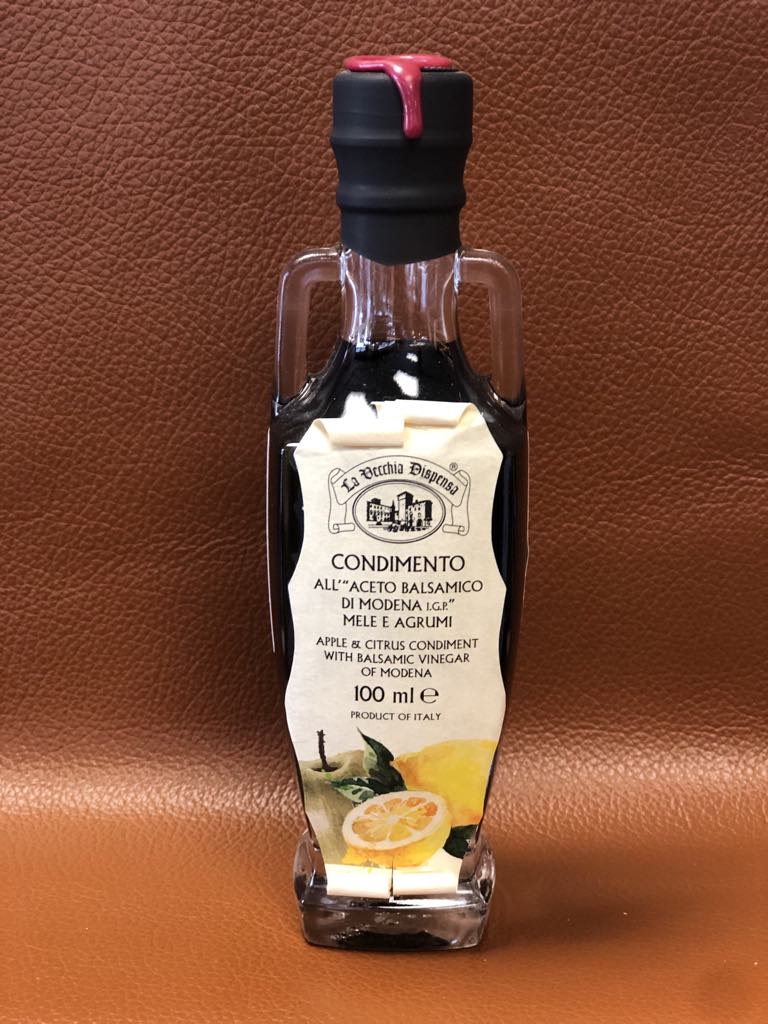 La Vecchia Dispensa®
CONDIMENTO
ALL'"ACETO BALSAMICO
DI MODENA I.G.P."
MELE E AGRUMI
APPLE & CITRUS CONDIMENT
WITH BALSAMIC VINEGAR
OF MODENA
100 ml ℮
PRODUCT OF ITALY